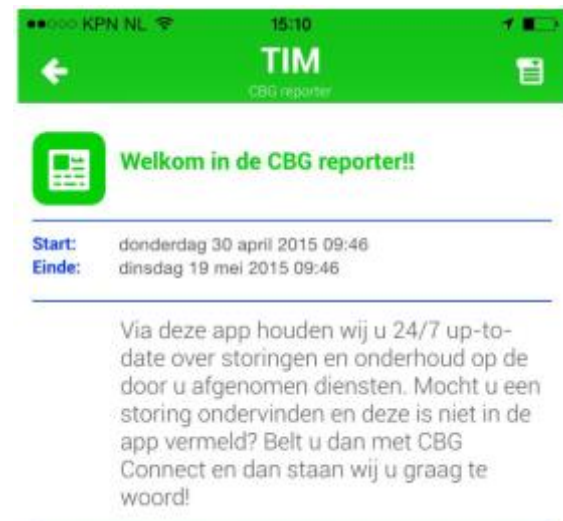 KPN NL 15:10
TIM
CBG reporter
Welkom in de CBG reporter!!
Start: donderdag 30 april 2015 09:46
Einde: dinsdag 19 mei 2015 09:46
Via deze app houden wij u 24/7 up-to-
date over storingen en onderhoud op de
door u afgenomen diensten. Mocht u een
storing ondervinden en deze is niet in de
app vermeld? Belt u dan met CBG
Connect en dan staan wij u graag te
woord!